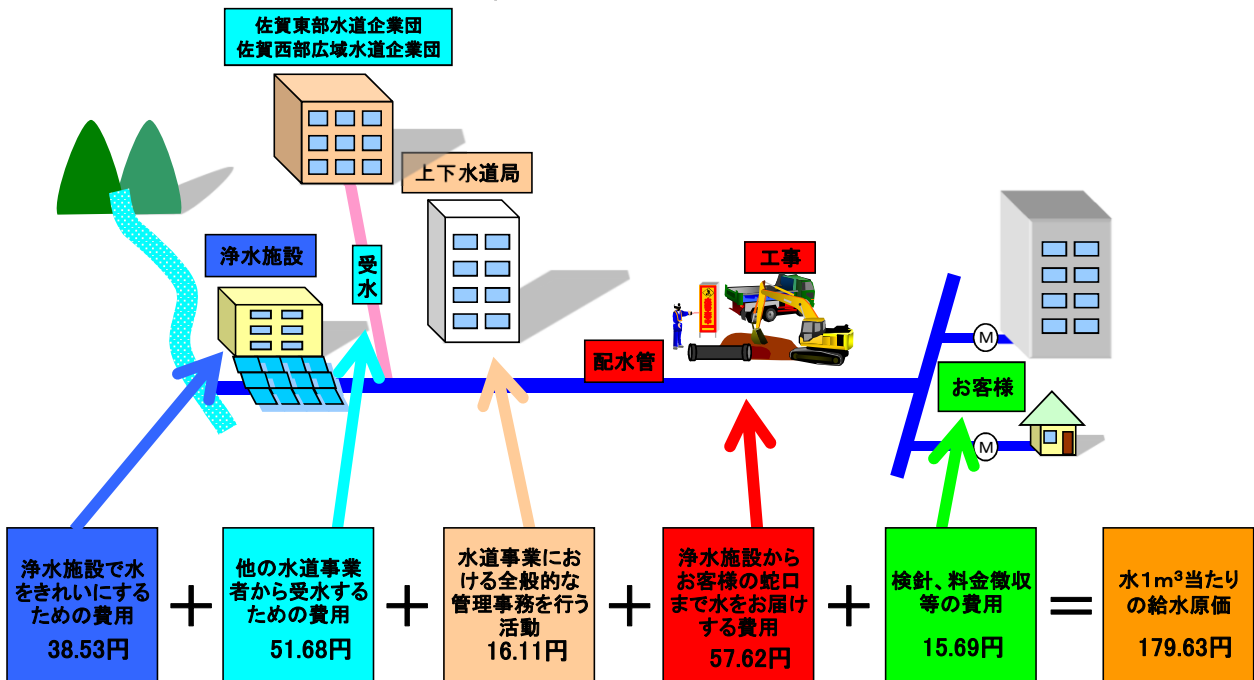 佐賀東部水道企業団
佐賀西部広域水道企業団
上下水道局
浄水施設
受
水
工事
配水管
お客様
M
M
浄水施設で水
をきれいにする
ための費用
38.53円
+
他の水道事業
者から受水する
ための費用
51.68円
+
水道事業にお
ける全般的な
管理事務を行う
活動
16.11円
+
浄水施設から
お客様の蛇口
まで水をお届け
する費用
57.62円
+
検針、料金徴収
等の費用
15.69円
=
水1m³当たり
の給水原価
179.63円